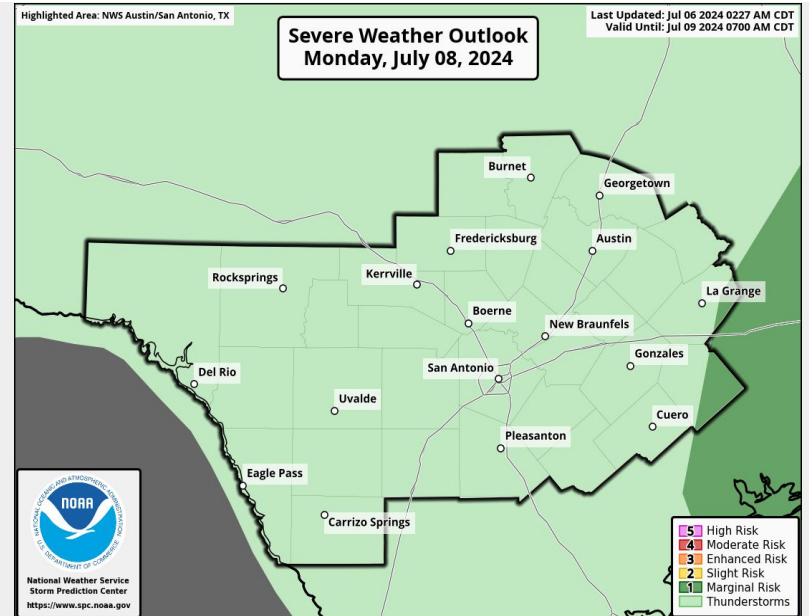 Highlighted Area: NWS Austin/San Antonio, TX
Severe Weather Outlook
Monday, July 08, 2024
Last Updated: Jul 06 2024 0227 AM CDT
Valid Until: Jul 09 2024 0700 AM CDT
Burnet
Georgetown
Fredericksburg
Austin
Rocksprings
Kerrville
La Grange
Boerne
New Braunfels
San Antonio
Gonzales
Del Rio
Uvalde
Cuero
Pleasanton
Eagle Pass
Carrizo Springs
NATIONAL OCEANIC AND ATMOSPHERIC ADMINISTRATION
NOAA
U.S. DEPARTMENT OF COMMERCE
National Weather Service
Storm Prediction Center
https://www.spc.noaa.gov
5 High Risk
4 Moderate Risk
3 Enhanced Risk
2 Slight Risk
1 Marginal Risk
Thunderstorms